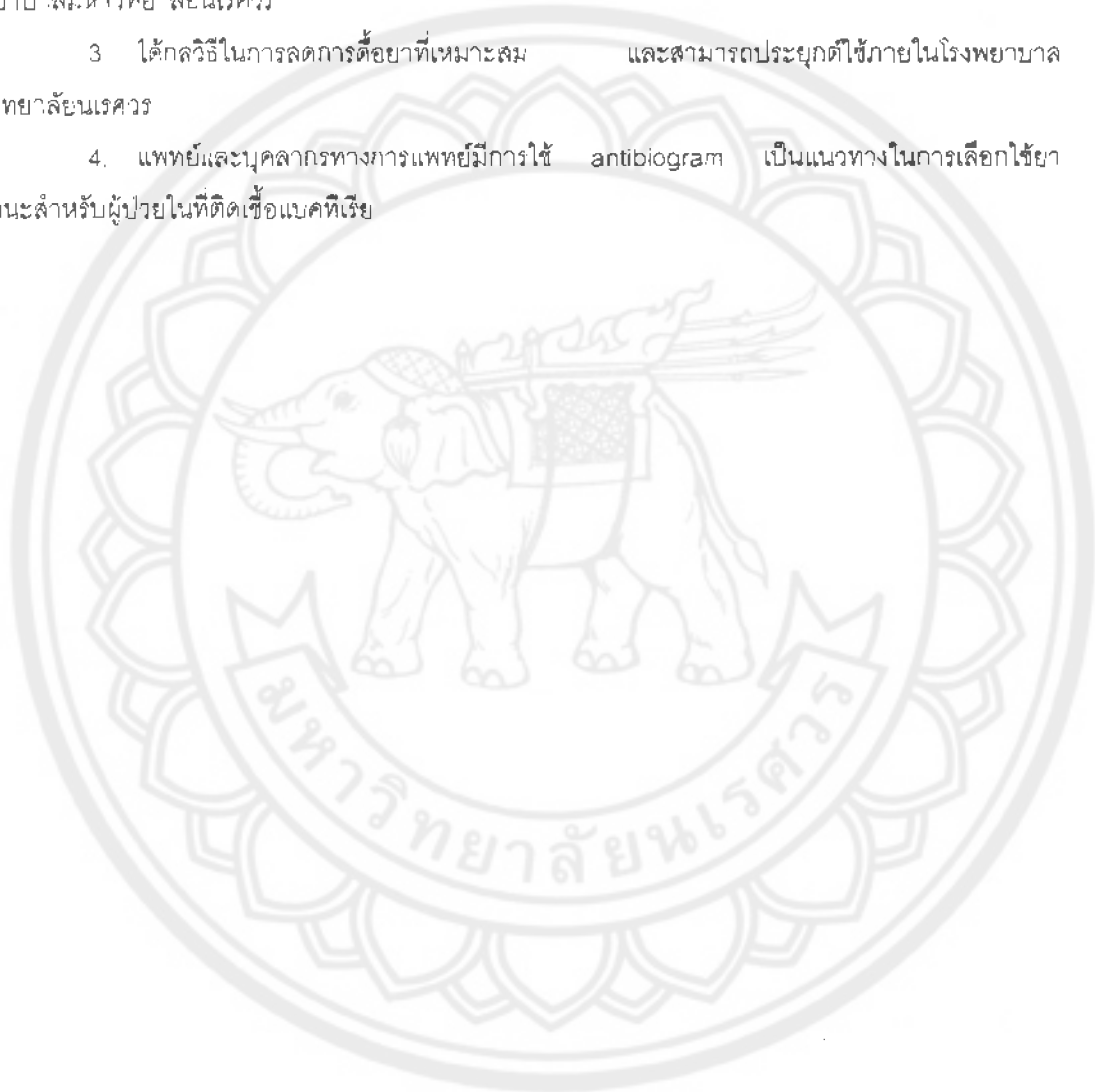 3 ได้กลวิธีในการลดการดื้อยาที่เหมาะสม และสามารถประยุกต์ใช้ภายในโรงพยาบาล
ทยาลัยนเรศวร
4. แพทย์และบุคลากรทางการแพทย์มีการใช้ antibiogram เป็นแนวทางในการเลือกใช้ยา
นะสำหรับผู้ป่วยในที่ติดเชื้อแบคทีเรีย
มหาวิทยาลัยนเรศวร